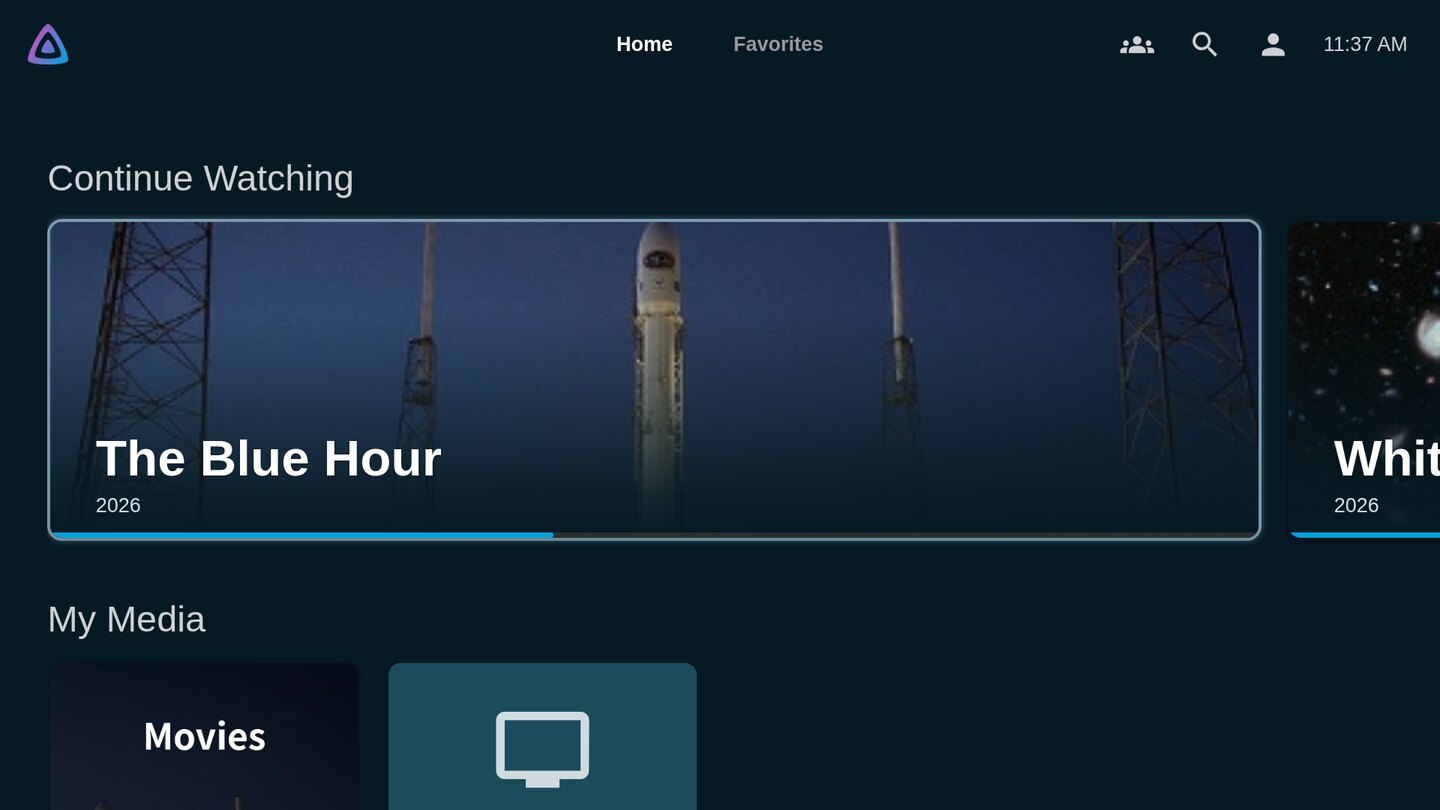 Home
Favorites
11:37 AM
Continue Watching
The Blue Hour
2026
Whit
2026
My Media
Movies